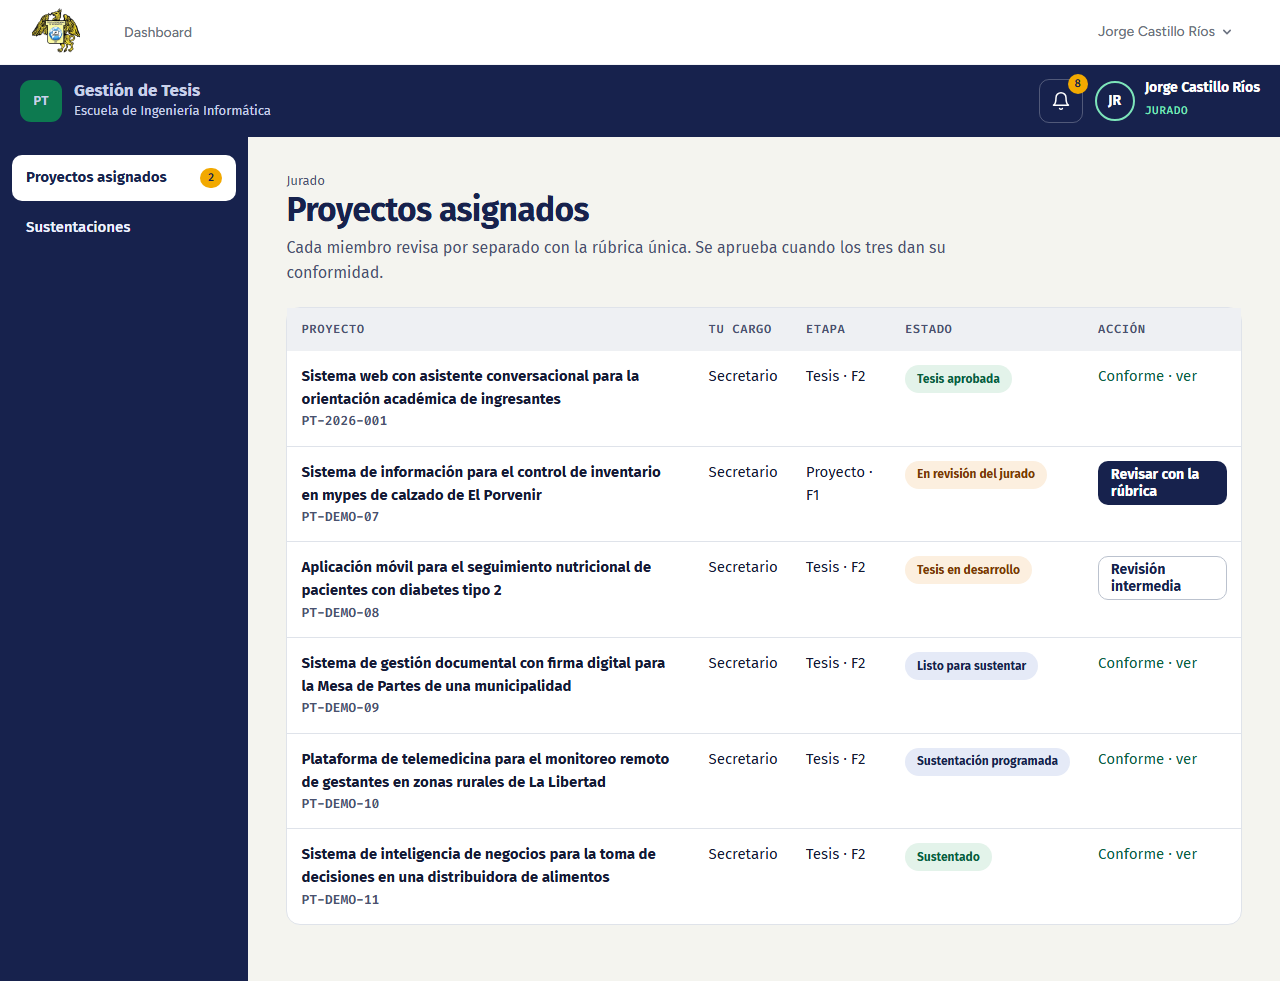 Dashboard
Jorge Castillo Ríos
PT
Gestión de Tesis
Escuela de Ingeniería Informática
8
JR
Jorge Castillo Ríos
JURADO
Proyectos asignados
2
Sustentaciones
Jurado
Proyectos asignados
Cada miembro revisa por separado con la rúbrica única. Se aprueba cuando los tres dan su
conformidad.
PROYECTO TU CARGO ETAPA ESTADO ACCIÓN
Sistema web con asistente conversacional para la
orientación académica de ingresantes
PT-2026-001
Secretario
Tesis · F2
Tesis aprobada
Conforme · ver
Sistema de información para el control de inventario
en mypes de calzado de El Porvenir
PT-DEMO-07
Secretario
Proyecto ·
F1
En revisión del jurado
Revisar con la
rúbrica
Aplicación móvil para el seguimiento nutricional de
pacientes con diabetes tipo 2
PT-DEMO-08
Secretario
Tesis · F2
Tesis en desarrollo
Revisión
intermedia
Sistema de gestión documental con firma digital para
la Mesa de Partes de una municipalidad
PT-DEMO-09
Secretario
Tesis · F2
Listo para sustentar
Conforme · ver
Plataforma de telemedicina para el monitoreo remoto
de gestantes en zonas rurales de La Libertad
PT-DEMO-10
Secretario
Tesis · F2
Sustentación programada
Conforme · ver
Sistema de inteligencia de negocios para la toma de
decisiones en una distribuidora de alimentos
PT-DEMO-11
Secretario
Tesis · F2
Sustentado
Conforme · ver